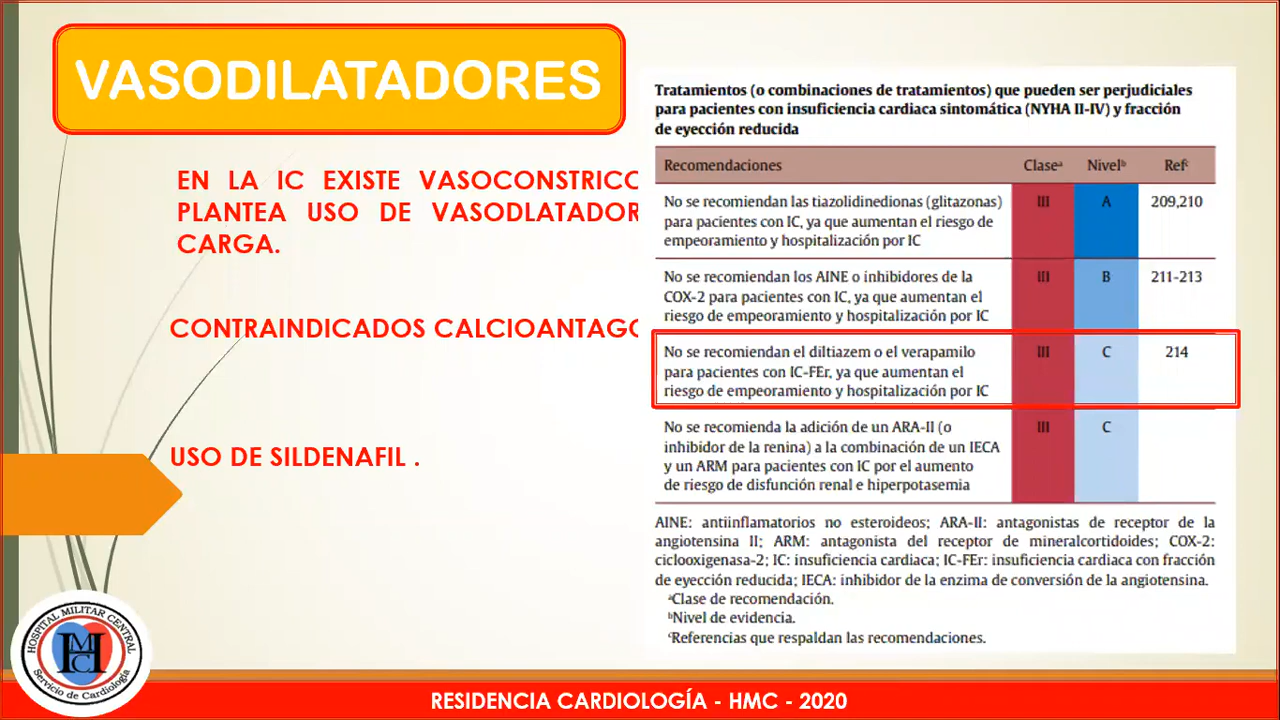 VASODILATADORES
EN LA IC EXISTE VASOCONSTRICC
PLANTEA USO DE VASODLATADOR
CARGA.
CONTRAINDICADOS CALCIOANTAGO
USO DE SILDENAFIL .
Tratamientos (o combinaciones de tratamientos) que pueden ser perjudiciales
para pacientes con insuficiencia cardiaca sintomática (NYHA II-IV) y fracción
de eyección reducida
Recomendaciones Claseᵃ Nivelᵇ Refᶜ
No se recomiendan las tiazolidinedionas (glitazonas) III A 209,210
para pacientes con IC, ya que aumentan el riesgo de
empeoramiento y hospitalización por IC
No se recomiendan los AINE o inhibidores de la III B 211-213
COX-2 para pacientes con IC, ya que aumentan el
riesgo de empeoramiento y hospitalización por IC
No se recomiendan el diltiazem o el verapamilo III C 214
para pacientes con IC-FEr, ya que aumentan el
riesgo de empeoramiento y hospitalización por IC
No se recomienda la adición de un ARA-II (o III C
inhibidor de la renina) a la combinación de un IECA
y un ARM para pacientes con IC por el aumento
de riesgo de disfunción renal e hiperpotasemia
AINE: antiinflamatorios no esteroideos; ARA-II: antagonistas de receptor de la
angiotensina II; ARM: antagonista del receptor de mineralcortidoides; COX-2:
ciclooxigenasa-2; IC: insuficiencia cardiaca; IC-FEr: insuficiencia cardiaca con fracción
de eyección reducida; IECA: inhibidor de la enzima de conversión de la angiotensina.
ᵃClase de recomendación.
ᵇNivel de evidencia.
ᶜReferencias que respaldan las recomendaciones.
HOSPITAL MILITAR CENTRAL
HMC
Servicio de Cardiología
RESIDENCIA CARDIOLOGÍA - HMC - 2020